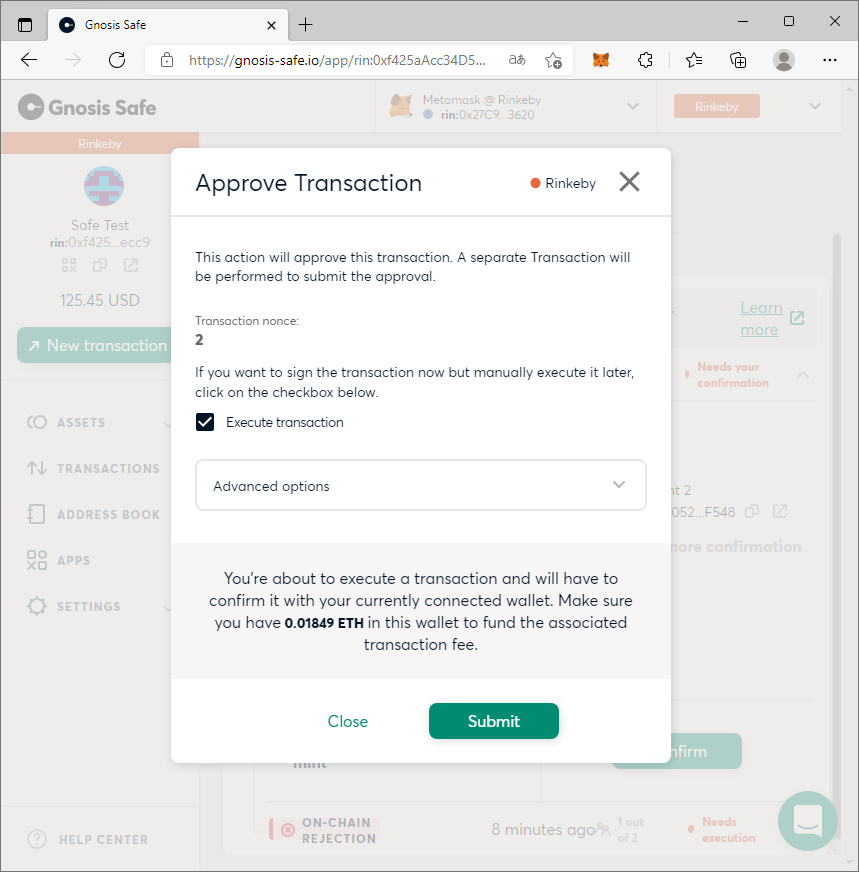 Gnosis Safe
https://gnosis-safe.io/app/rin:0xf425aAcc34D5...
Gnosis Safe
Metamask @ Rinkeby
rin:0x27C9...3620
Rinkeby
Rinkeby
Safe Test
rin:0xf425...ecc9
125.45 USD
New transaction
ASSETS
TRANSACTIONS
ADDRESS BOOK
APPS
SETTINGS
HELP CENTER
Approve Transaction
Rinkeby
This action will approve this transaction. A separate Transaction will
be performed to submit the approval.
Transaction nonce:
2
If you want to sign the transaction now but manually execute it later,
click on the checkbox below.
Execute transaction
Advanced options
You're about to execute a transaction and will have to
confirm it with your currently connected wallet. Make sure
you have 0.01849 ETH in this wallet to fund the associated
transaction fee.
Close
Submit
Learn
more
Needs your
confirmation
nt 2
052...F548
more confirmation
nfirm
mint
ON-CHAIN
REJECTION
8 minutes ago
1 out
of 2
Needs
execution